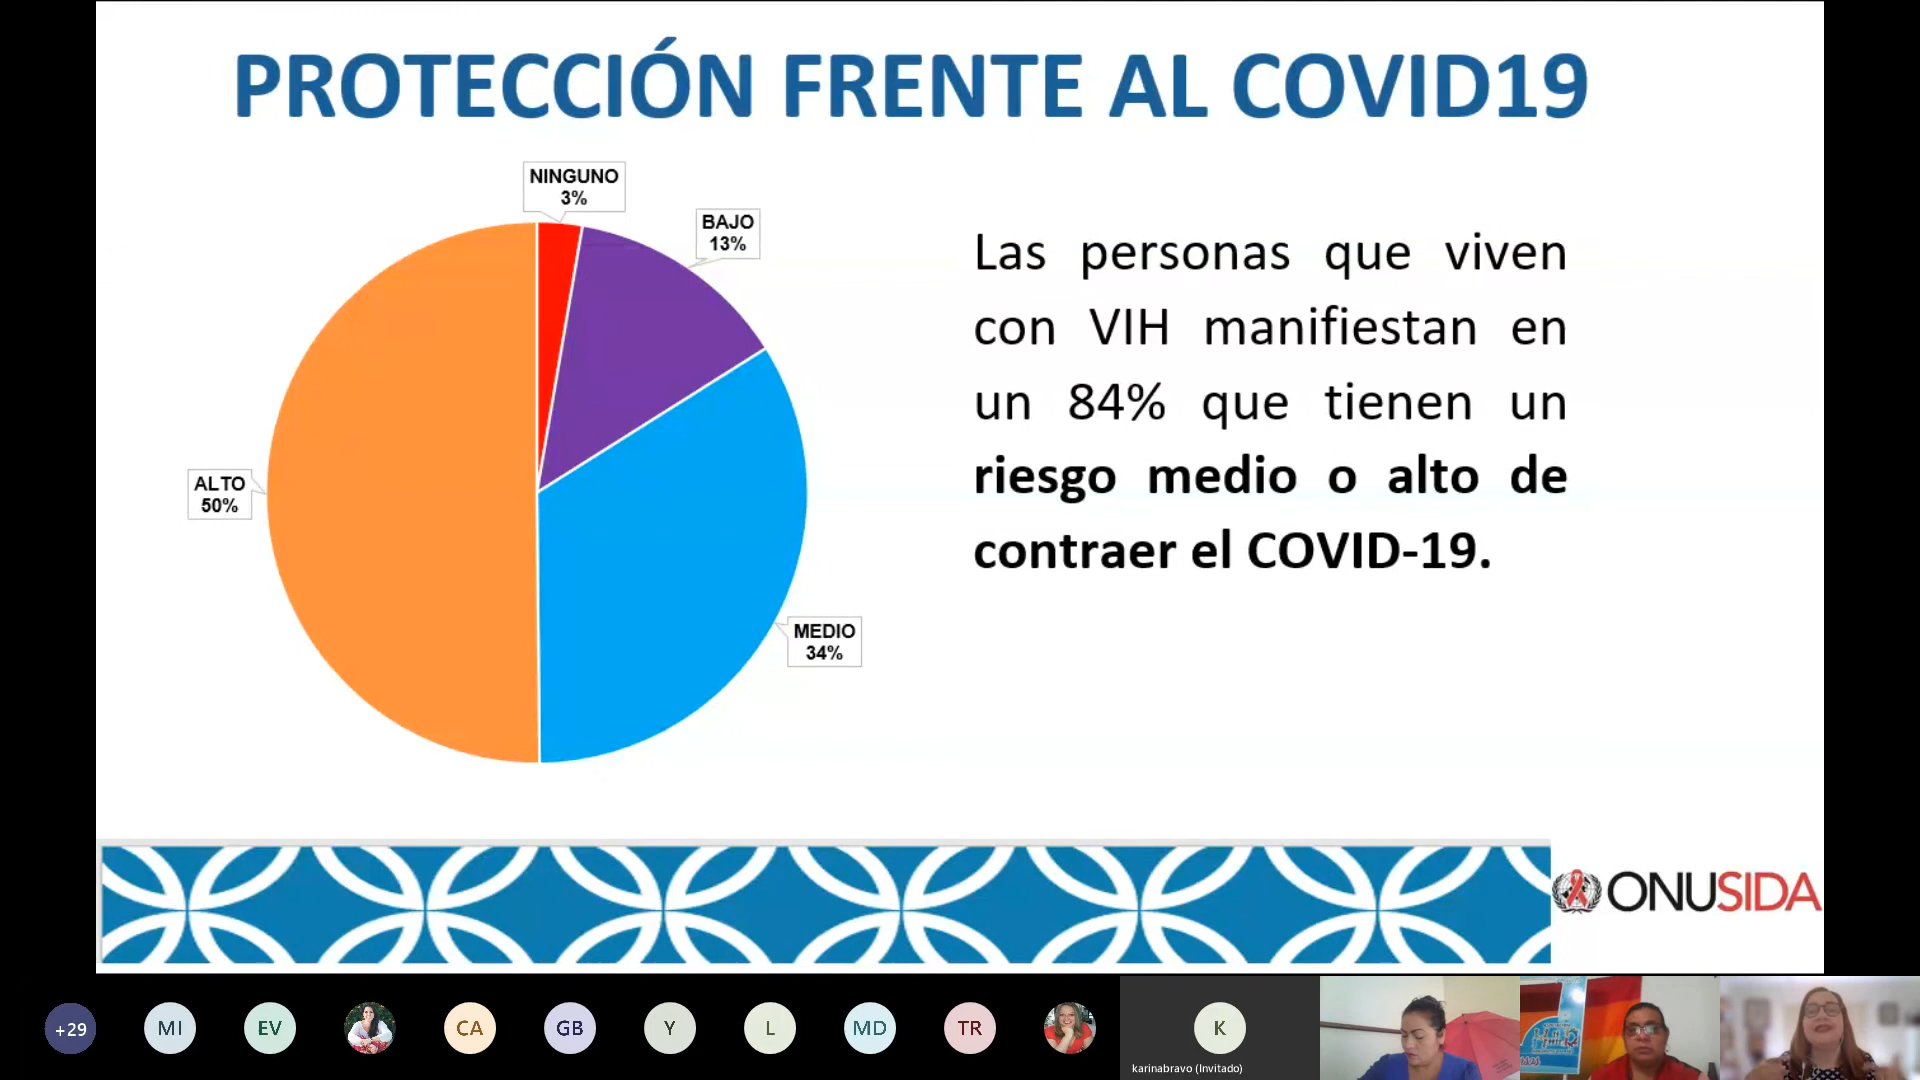 PROTECCIÓN FRENTE AL COVID19
NINGUNO
3%
BAJO
13%
ALTO
50%
MEDIO
34%
Las personas que viven
con VIH manifiestan en
un 84% que tienen un
riesgo medio o alto de
contraer el COVID-19.
ONUSIDA
+29
MI
EV
CA
GB
Y
L
MD
TR
K
karinabravo (Invitado)